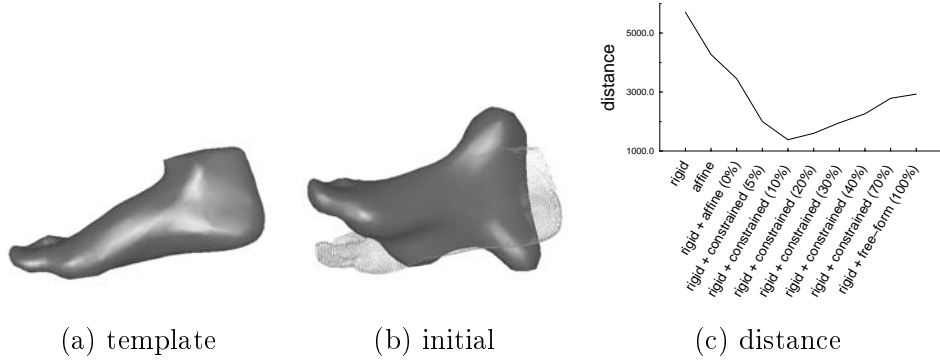 5000.0
3000.0
1000.0
distance
rigid
affine
rigid + affine (0%)
rigid + constrained (5%)
rigid + constrained (10%)
rigid + constrained (20%)
rigid + constrained (30%)
rigid + constrained (40%)
rigid + constrained (70%)
rigid + free-form (100%)
(a) template
(b) initial
(c) distance